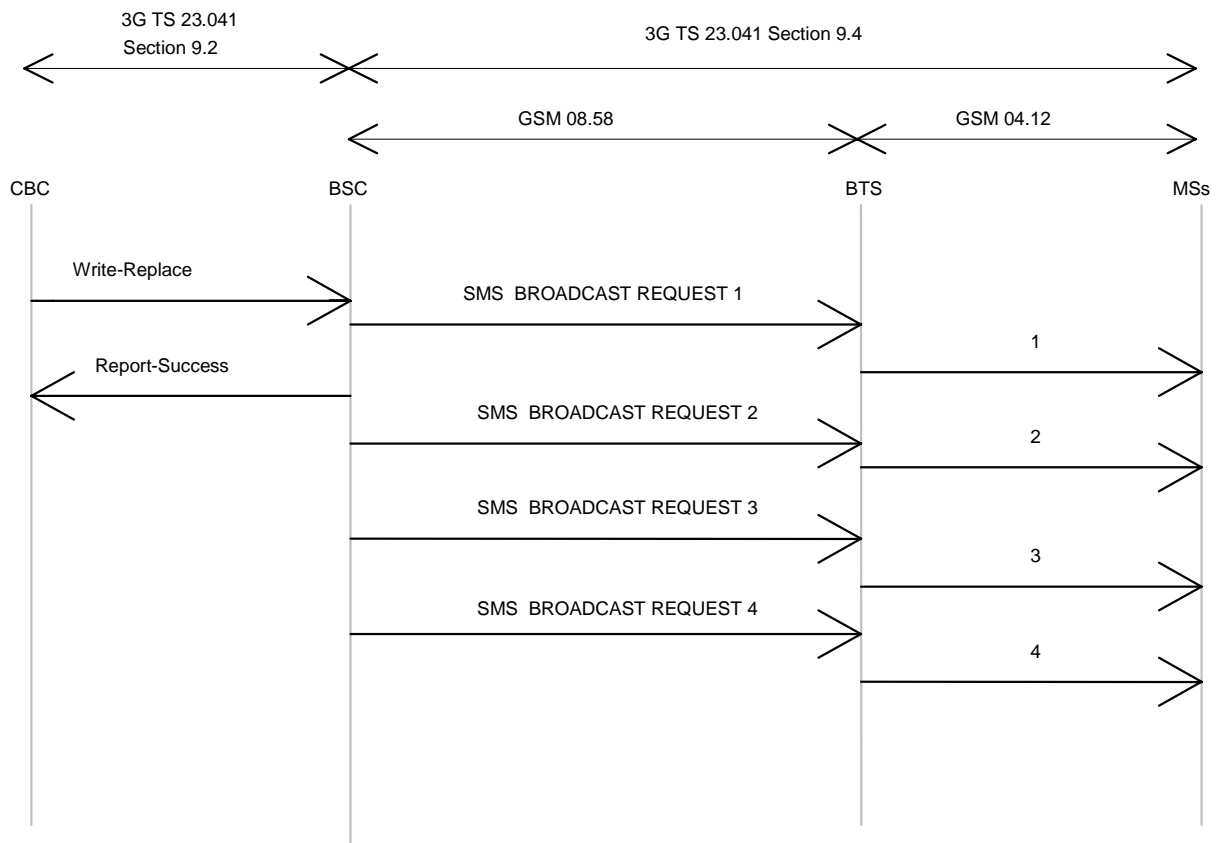 3G TS 23.041
Section 9.2
3G TS 23.041 Section 9.4
GSM 08.58
GSM 04.12
CBC
BSC
BTS
MSs
Write-Replace
SMS BROADCAST REQUEST 1
1
Report-Success
SMS BROADCAST REQUEST 2
2
SMS BROADCAST REQUEST 3
3
SMS BROADCAST REQUEST 4
4